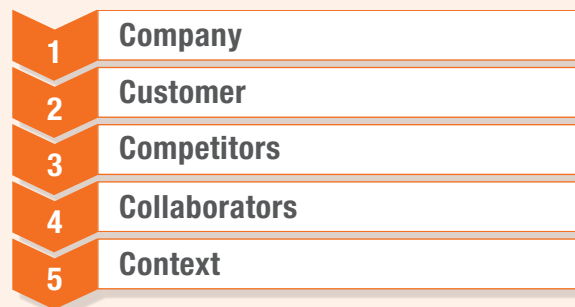 1 Company
2 Customer
3 Competitors
4 Collaborators
5 Context